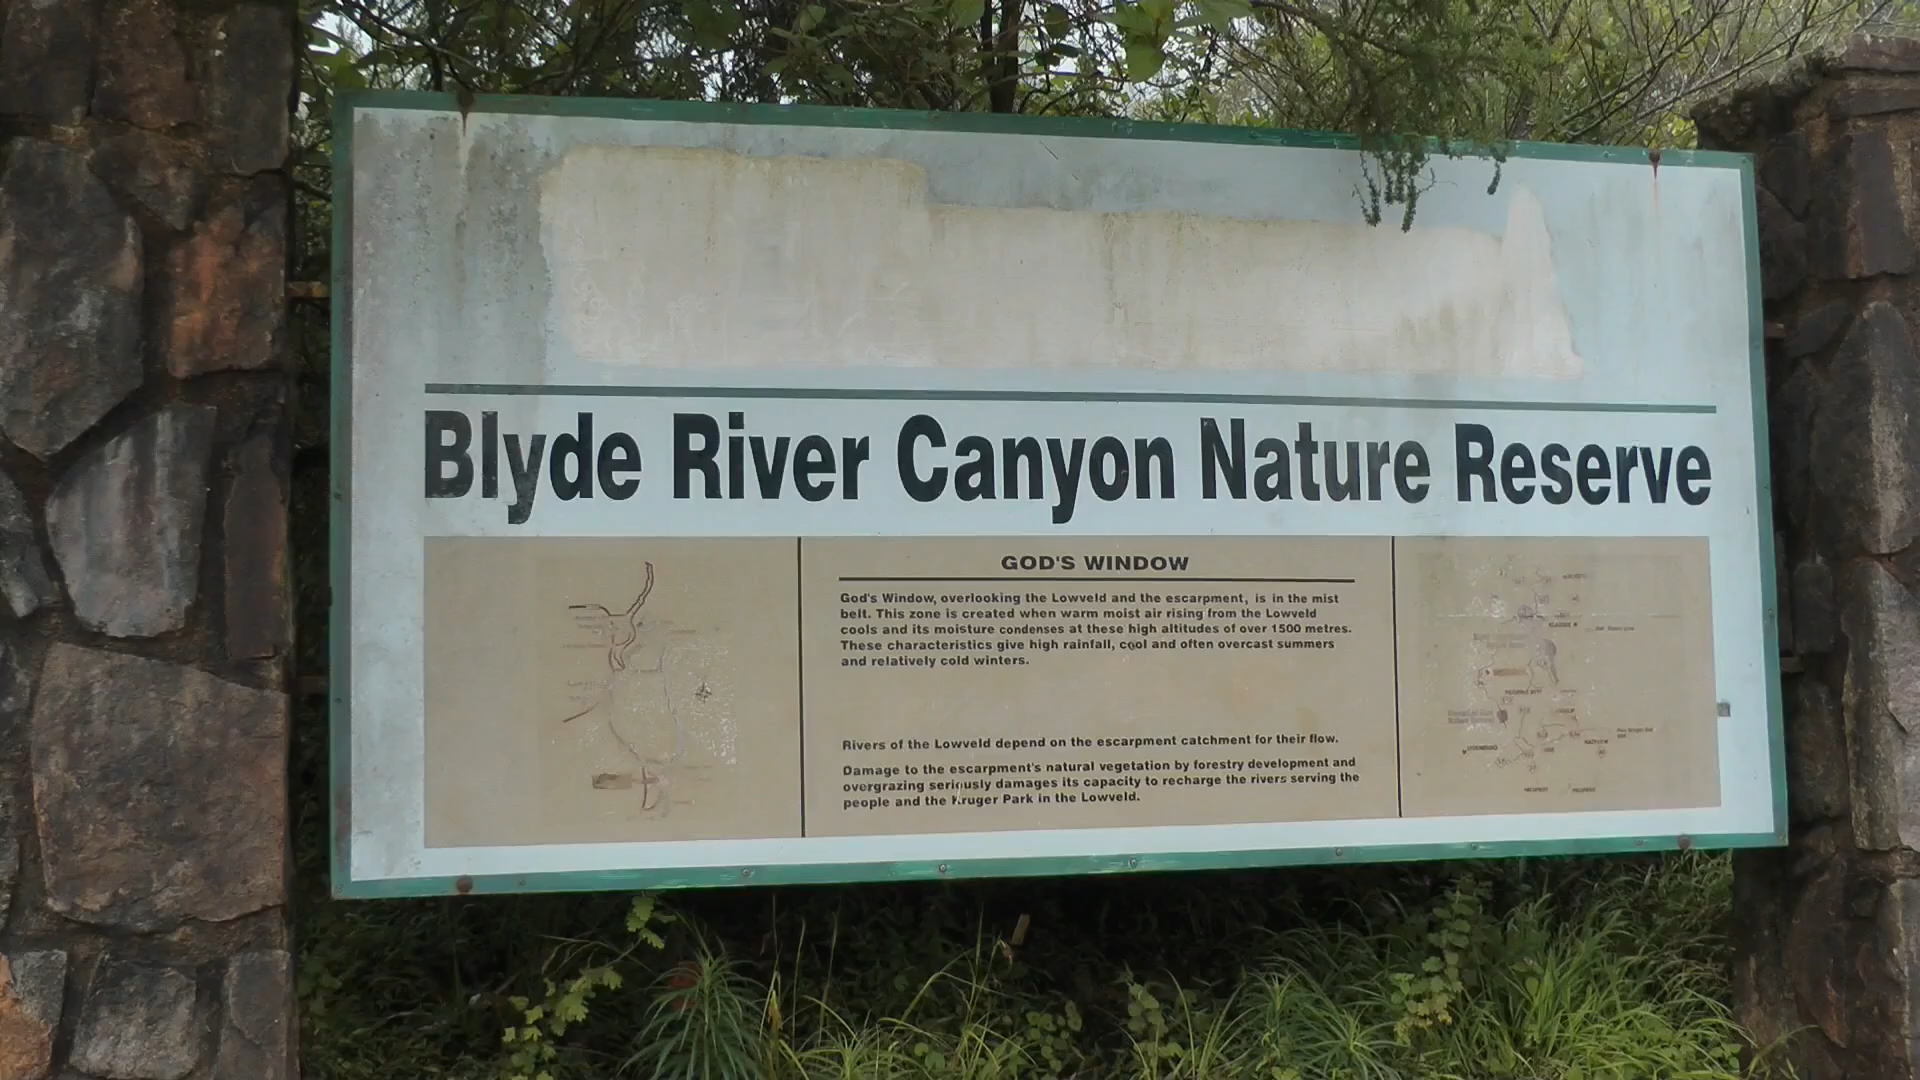 Blyde River Canyon Nature Reserve
GOD'S WINDOW
God's Window, overlooking the Lowveld and the escarpment, is in the mist
belt. This zone is created when warm moist air rising from the Lowveld
cools and its moisture condenses at these high altitudes of over 1500 metres.
These characteristics give high rainfall, cool and often overcast summers
and relatively cold winters.
Rivers of the Lowveld depend on the escarpment catchment for their flow.
Damage to the escarpment's natural vegetation by forestry development and
overgrazing seriously damages its capacity to recharge the rivers serving the
people and the Kruger Park in the Lowveld.